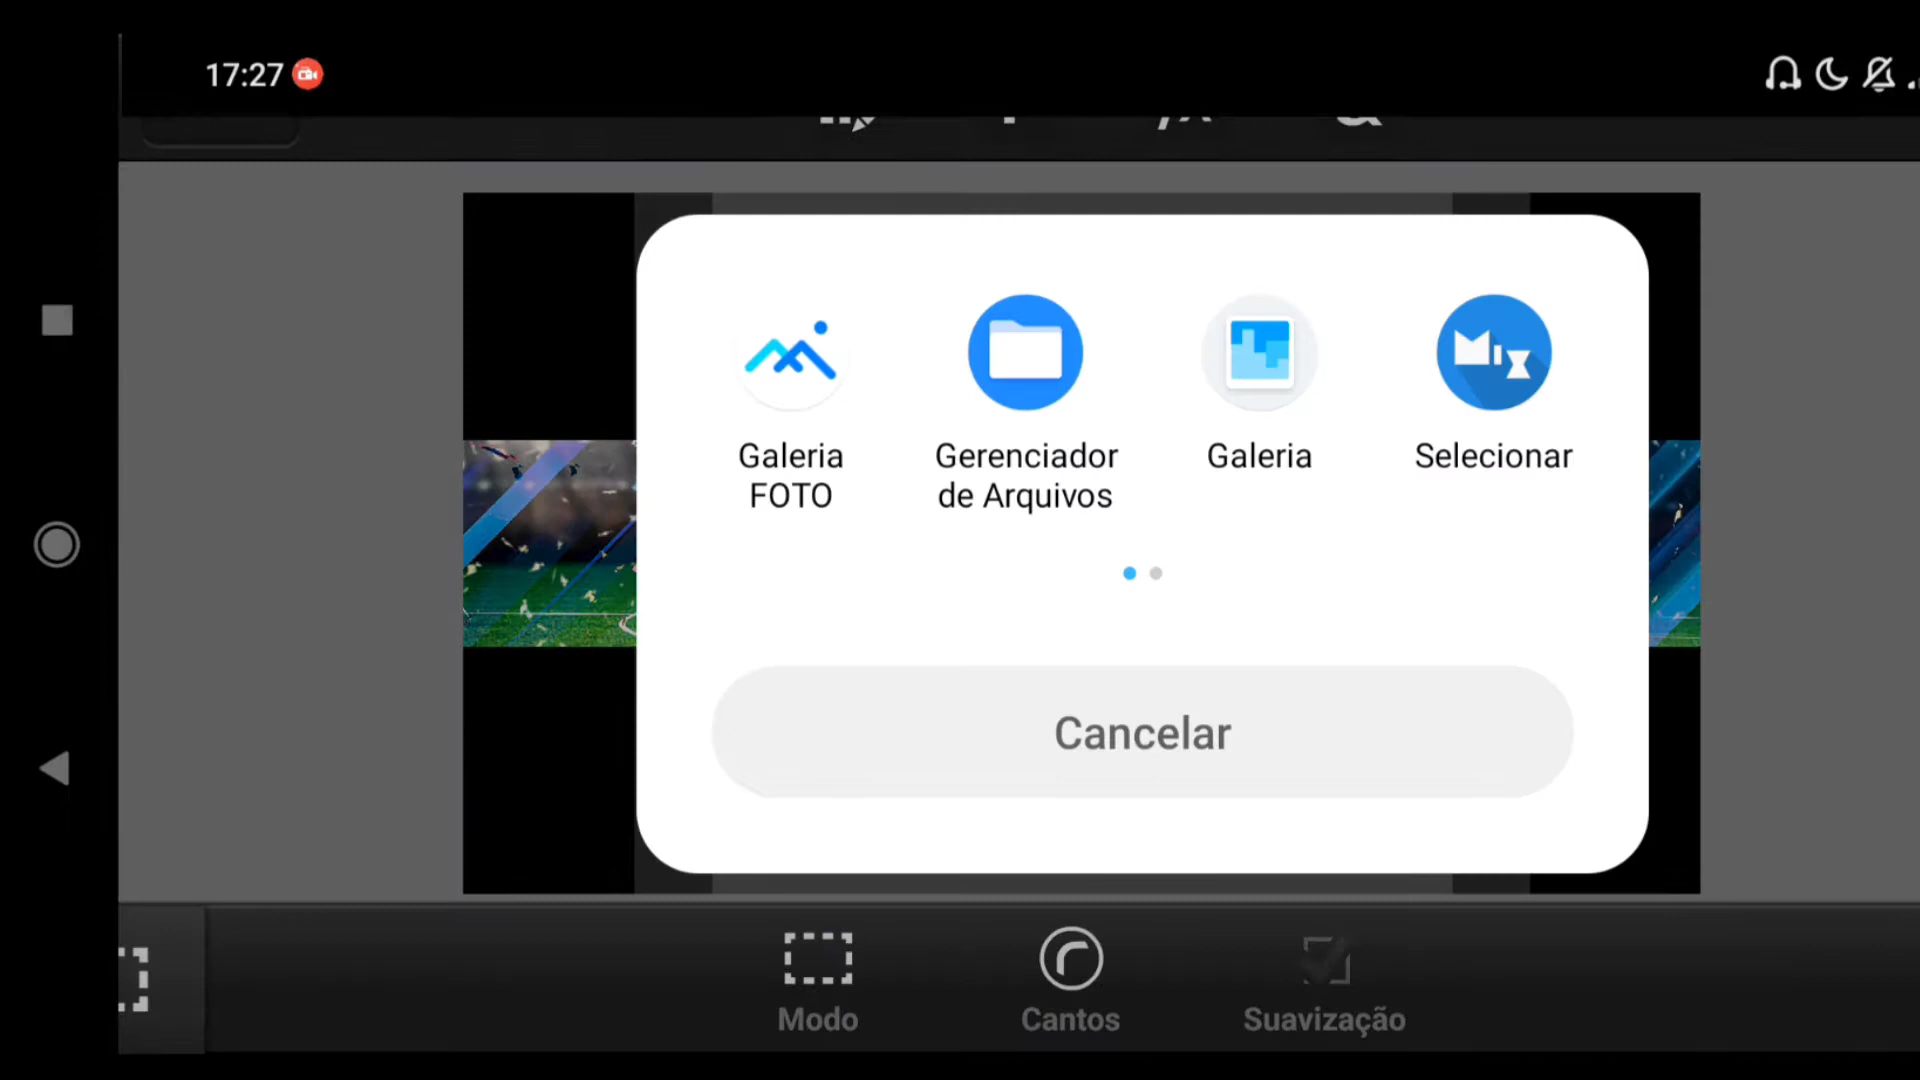 17:27
Galeria
FOTO
Gerenciador
de Arquivos
Galeria
Selecionar
Cancelar
Modo
Cantos
Suavização